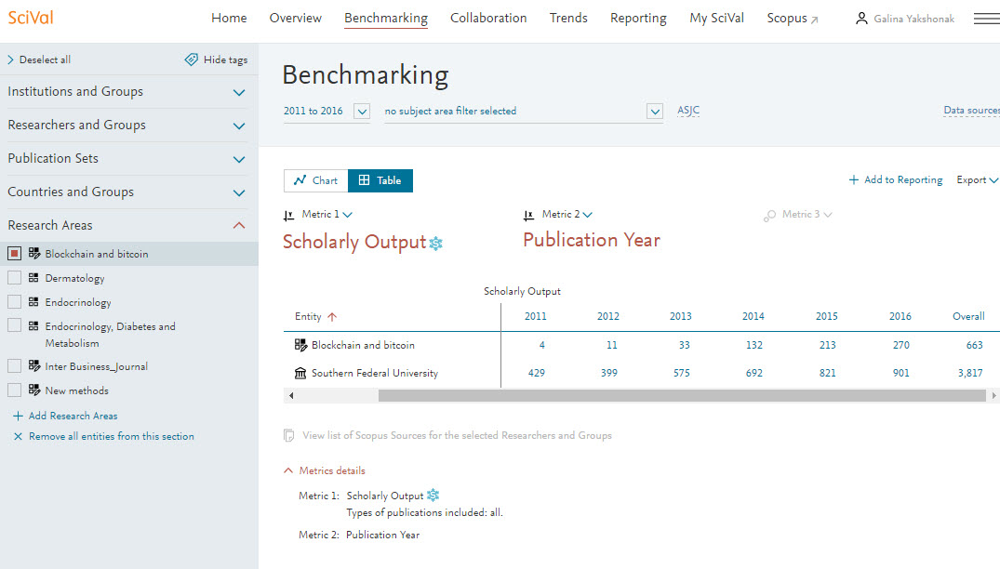 SciVal
Home Overview Benchmarking Collaboration Trends Reporting My SciVal Scopus Galina Yakshonak
Deselect all Hide tags
Institutions and Groups
Researchers and Groups
Publication Sets
Countries and Groups
Research Areas
Blockchain and bitcoin
Dermatology
Endocrinology
Endocrinology, Diabetes and
Metabolism
Inter Business_Journal
New methods
Add Research Areas
Remove all entities from this section
Benchmarking
2011 to 2016 no subject area filter selected ASJC Data sources
Chart Table Add to Reporting Export
Metric 1 Metric 2 Metric 3
Scholarly Output Publication Year
Scholarly Output
Entity 2011 2012 2013 2014 2015 2016 Overall
Blockchain and bitcoin 4 11 33 132 213 270 663
Southern Federal University 429 399 575 692 821 901 3,817
View list of Scopus Sources for the selected Researchers and Groups
Metrics details
Metric 1: Scholarly Output
Types of publications included: all.
Metric 2: Publication Year